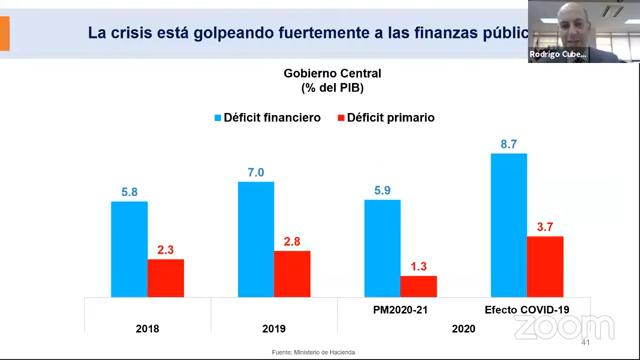 La crisis está golpeando fuertemente a las finanzas públic
Rodrigo Cube...
Gobierno Central
(% del PIB)
Déficit financiero Déficit primario
5.8 2.3 7.0 2.8 5.9 1.3 8.7 3.7
PM2020-21 Efecto COVID-19
2018 2019 2020
zoom
41
Fuente: Ministerio de Hacienda